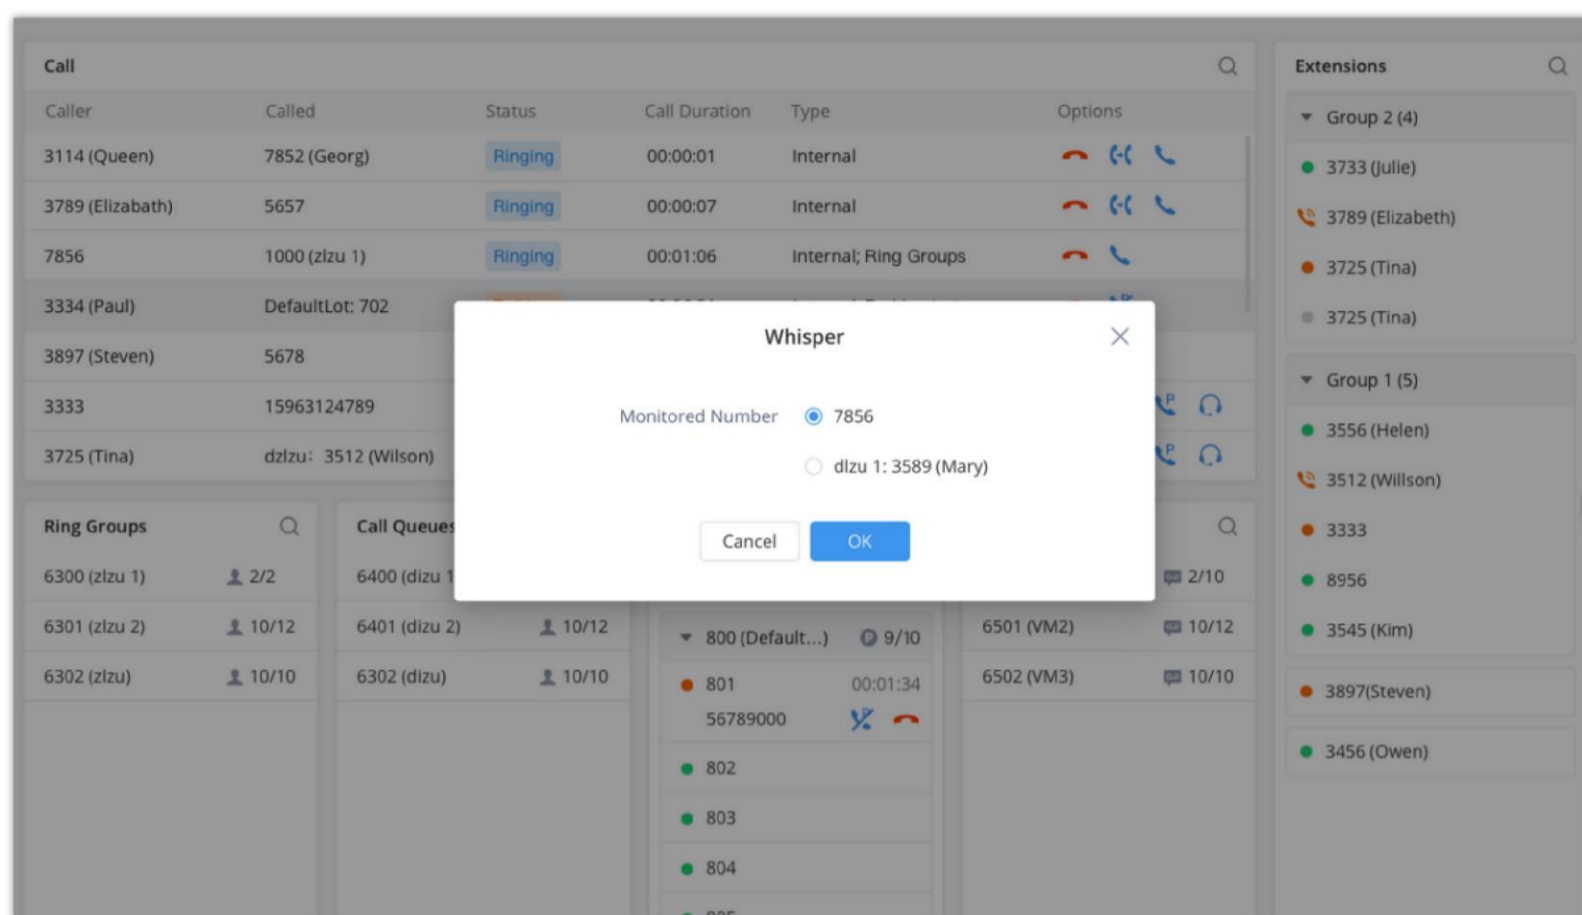 Call
Caller Called Status Call Duration Type Options
3114 (Queen) 7852 (Georg) Ringing 00:00:01 Internal
3789 (Elizabath) 5657 Ringing 00:00:07 Internal
7856 1000 (zlzu 1) Ringing 00:01:06 Internal; Ring Groups
3334 (Paul) DefaultLot: 702
3897 (Steven) 5678
3333 15963124789
3725 (Tina) dzlzu: 3512 (Wilson)
Whisper
Monitored Number 7856
dlzu 1: 3589 (Mary)
Cancel OK
Ring Groups
6300 (zlzu 1) 2/2
6301 (zlzu 2) 10/12
6302 (zlzu) 10/10
Call Queues
6400 (dizu 1
6401 (dizu 2) 10/12
6302 (dizu) 10/10
800 (Default...) 9/10
801 00:01:34
56789000
802
803
804
2/10
6501 (VM2) 10/12
6502 (VM3) 10/10
Extensions
Group 2 (4)
3733 (Julie)
3789 (Elizabeth)
3725 (Tina)
3725 (Tina)
Group 1 (5)
3556 (Helen)
3512 (Willson)
3333
8956
3545 (Kim)
3897(Steven)
3456 (Owen)